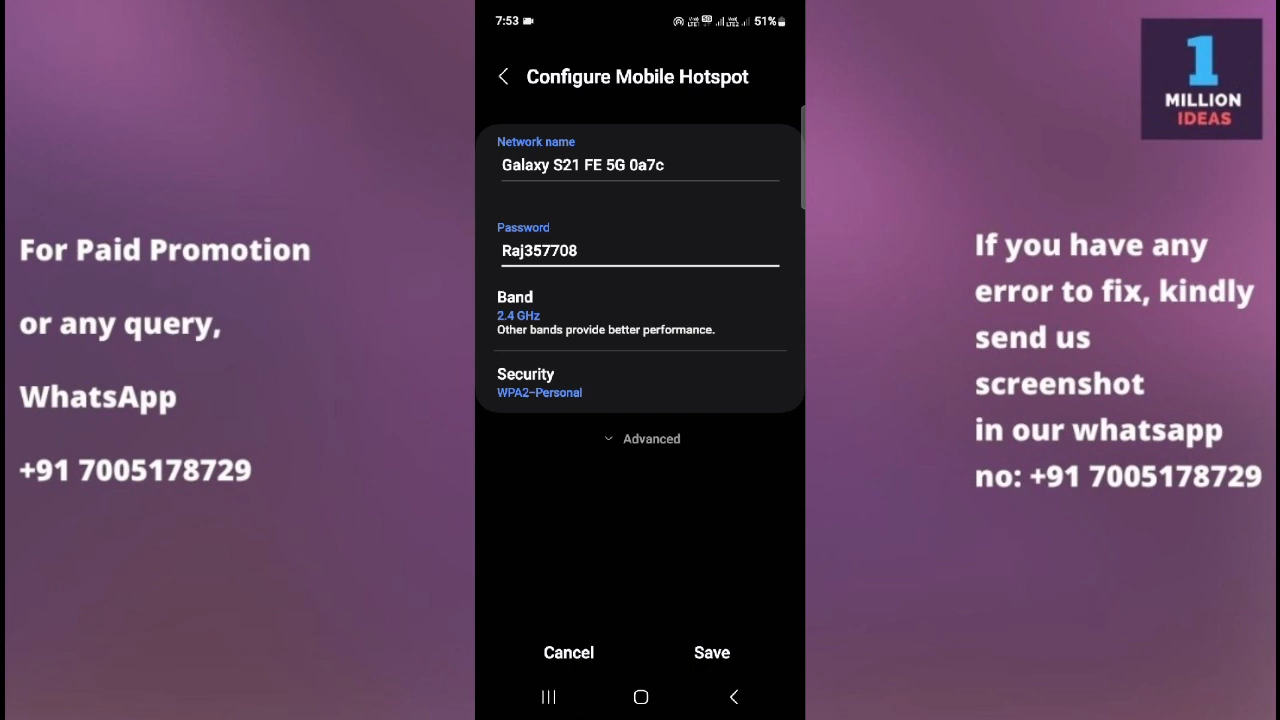 7:53
51%
Configure Mobile Hotspot
Network name
Galaxy S21 FE 5G 0a7c
Password
Raj357708
Band
2.4 GHz
Other bands provide better performance.
Security
WPA2-Personal
Advanced
Cancel
Save
For Paid Promotion
or any query,
WhatsApp
+91 7005178729
1
MILLION
IDEAS
If you have any
error to fix, kindly
send us
screenshot
in our whatsapp
no: +91 7005178729